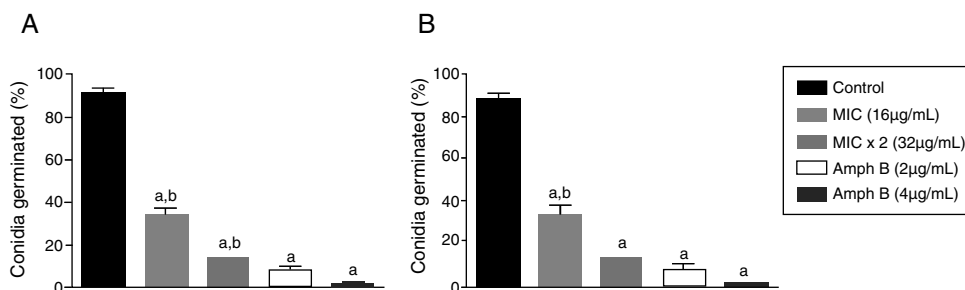 A
Conidia germinated (%)
100
80
60
40
20
0
a,b
a,b
a
a
B
Conidia germinated (%)
100
80
60
40
20
0
a,b
a
a
a
Control
MIC (16µg/mL)
MIC x 2 (32µg/mL)
Amph B (2µg/mL)
Amph B (4µg/mL)